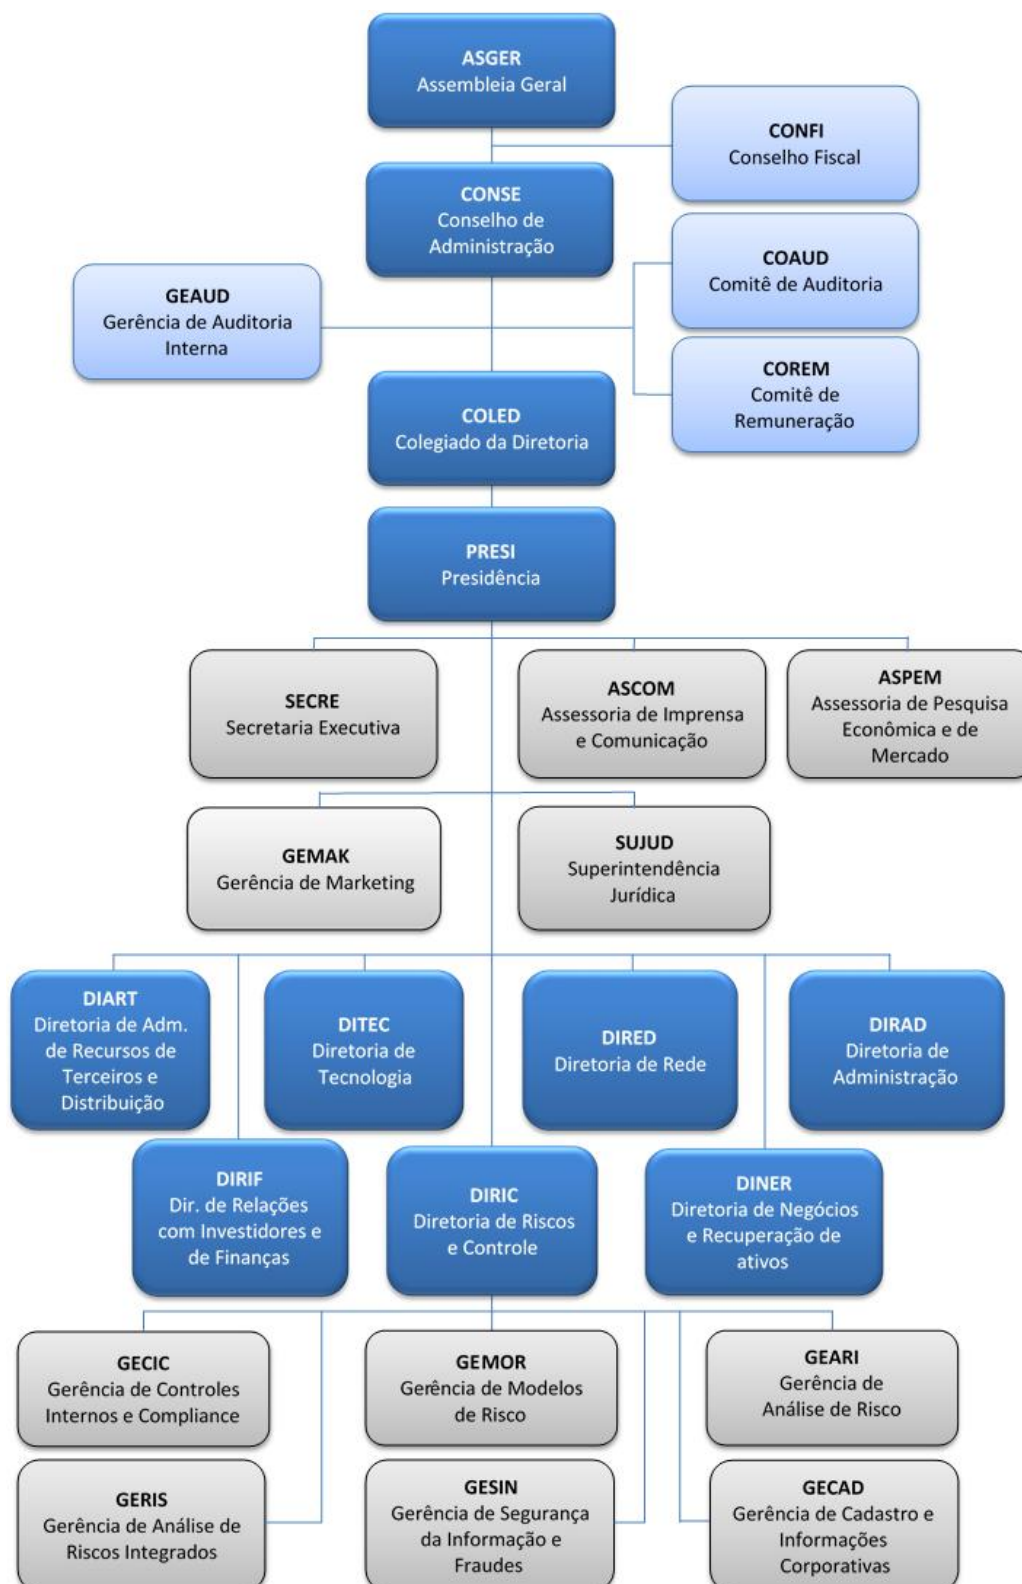 ASGER
Assembleia Geral
CONFI
Conselho Fiscal
CONSE
Conselho de
Administração
COAUD
Comitê de Auditoria
GEAUD
Gerência de Auditoria
Interna
COREM
Comitê de
Remuneração
COLED
Colegiado da Diretoria
PRESI
Presidência
SECRE
Secretaria Executiva
ASCOM
Assessoria de Imprensa
e Comunicação
ASPEM
Assessoria de Pesquisa
Econômica e de
Mercado
GEMAK
Gerência de Marketing
SUJUD
Superintendência
Jurídica
DIART
Diretoria de Adm.
de Recursos de
Terceiros e
Distribuição
DITEC
Diretoria de
Tecnologia
DIRED
Diretoria de Rede
DIRAD
Diretoria de
Administração
DIRIF
Dir. de Relações
com Investidores e
de Finanças
DIRIC
Diretoria de Riscos
e Controle
DINER
Diretoria de Negócios
e Recuperação de
ativos
GECIC
Gerência de Controles
Internos e Compliance
GEMOR
Gerência de Modelos
de Risco
GEARI
Gerência de
Análise de Risco
GERIS
Gerência de Análise de
Riscos Integrados
GESIN
Gerência de Segurança
da Informação e
Fraudes
GECAD
Gerência de Cadastro e
Informações
Corporativas